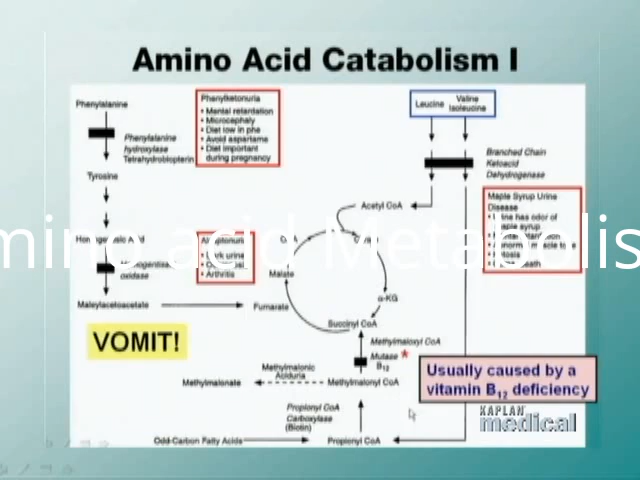 Amino Acid Catabolism I
Phenylalanine
Phenylketonuria
• Mental retardation
• Microcephaly
• Diet low in phe
• Avoid aspartame
• Diet important
during pregnancy
Leucine
Valine
Isoleucine
Phenylalanine
hydroxylase
Tetrahydrobiopterin
Branched Chain
Ketoacid
Dehydrogenase
Tyrosine
Acetyl CoA
Maple Syrup Urine
Disease
mino acid Metabolis
• Arthritis
Malate
α-KG
Maleylacetoacetate
Fumarate
Succinyl CoA
VOMIT!
Methylmalonyl CoA
Mutase *
B12
Usually caused by a
vitamin B12 deficiency
Methylmalonic
Aciduria
Methylmalonate
Methylmalonyl CoA
Propionyl CoA
Carboxylase
(Biotin)
KAPLAN
medical
Odd-Carbon Fatty Acids
Propionyl CoA